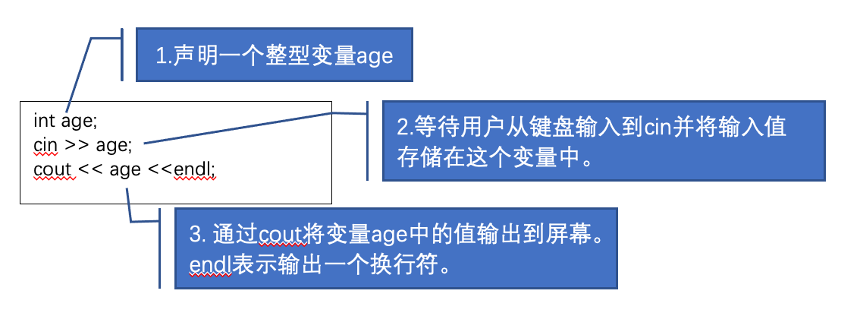 1.声明一个整型变量age
int age;
cin >> age;
cout << age <<endl;
2.等待用户从键盘输入到cin并将输入值
存储在这个变量中。
3. 通过cout将变量age中的值输出到屏幕。
endl表示输出一个换行符。